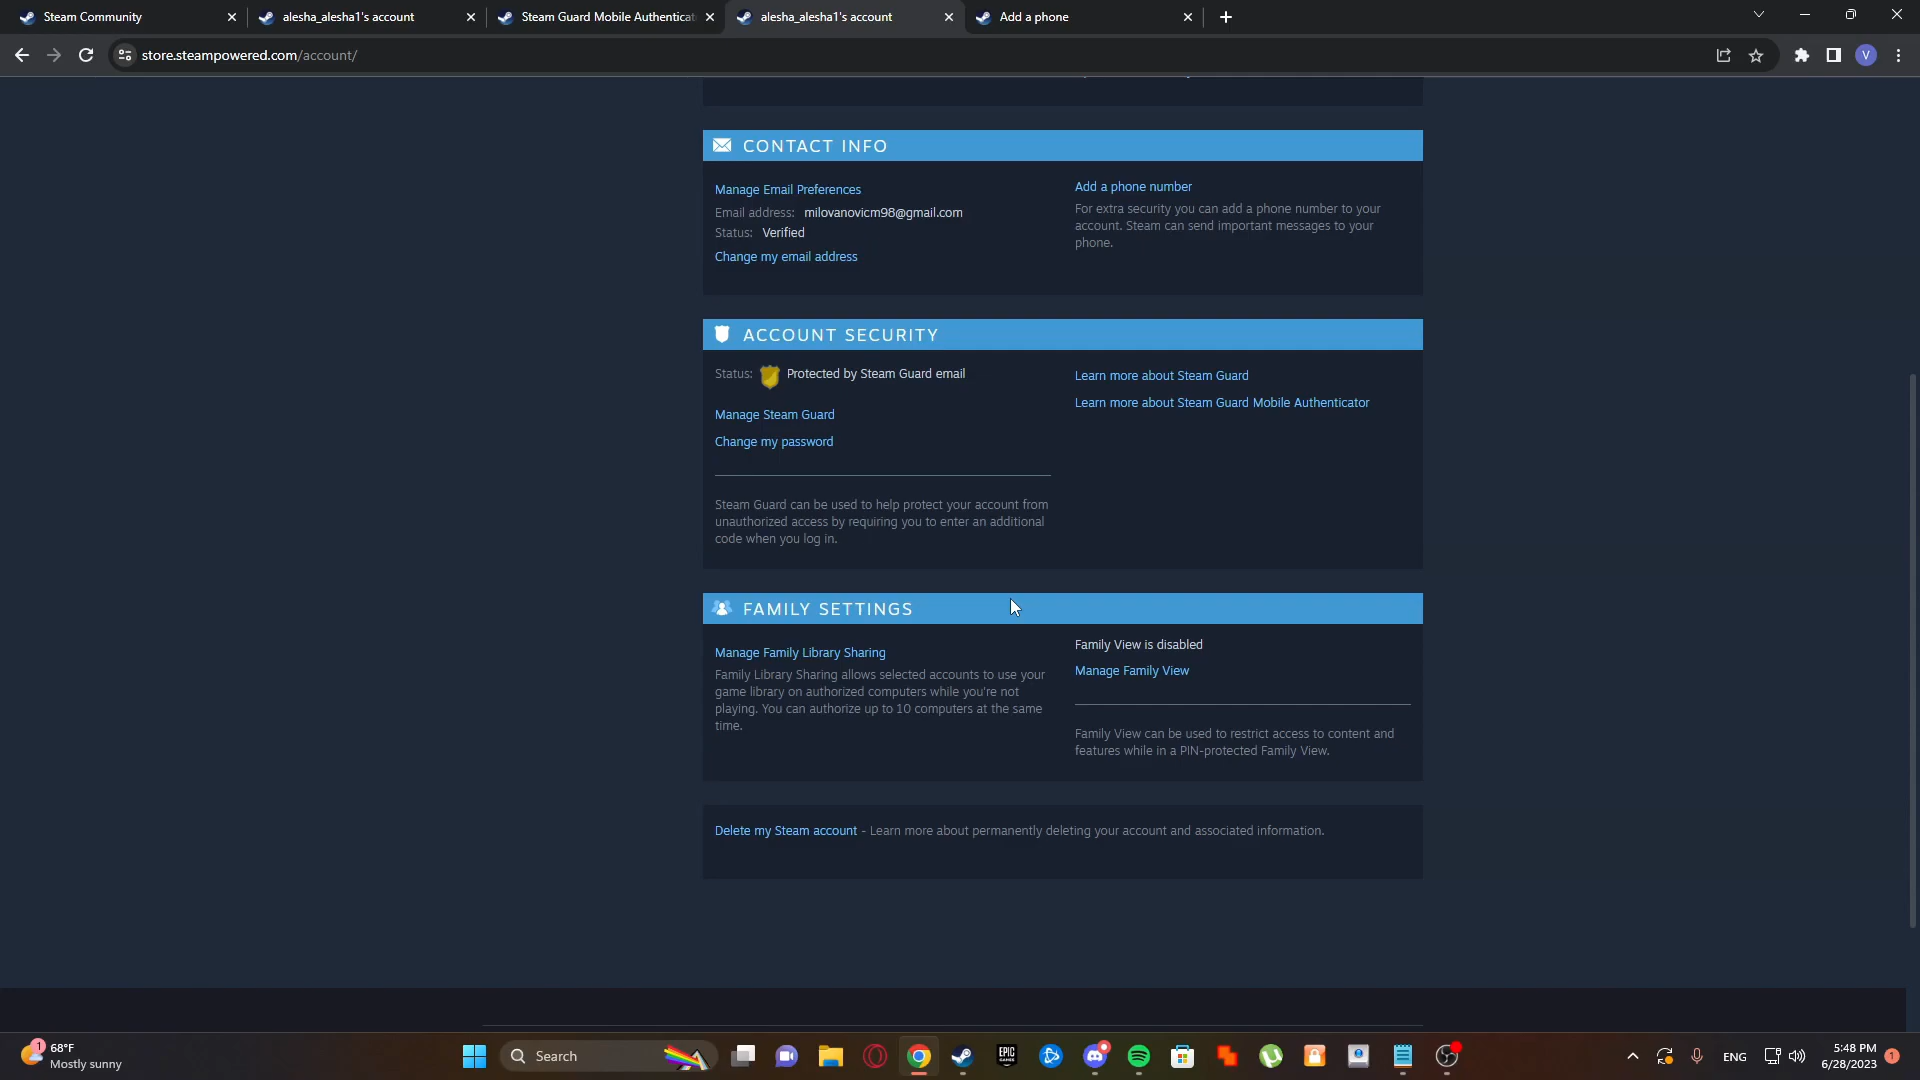 Steam Community
alesha_alesha1's account
Steam Guard Mobile Authenticat
alesha_alesha1's account
Add a phone
store.steampowered.com/account/
V
CONTACT INFO
Manage Email Preferences
Email address: milovanovicm98@gmail.com
Status: Verified
Change my email address
Add a phone number
For extra security you can add a phone number to your
account. Steam can send important messages to your
phone.
ACCOUNT SECURITY
Status: Protected by Steam Guard email
Manage Steam Guard
Change my password
Steam Guard can be used to help protect your account from
unauthorized access by requiring you to enter an additional
code when you log in.
Learn more about Steam Guard
Learn more about Steam Guard Mobile Authenticator
FAMILY SETTINGS
Manage Family Library Sharing
Family Library Sharing allows selected accounts to use your
game library on authorized computers while you're not
playing. You can authorize up to 10 computers at the same
time.
Family View is disabled
Manage Family View
Family View can be used to restrict access to content and
features while in a PIN-protected Family View.
Delete my Steam account - Learn more about permanently deleting your account and associated information.
1
68°F
Mostly sunny
Search
EPIC
GAMES
ENG
5:48 PM
6/28/2023
1